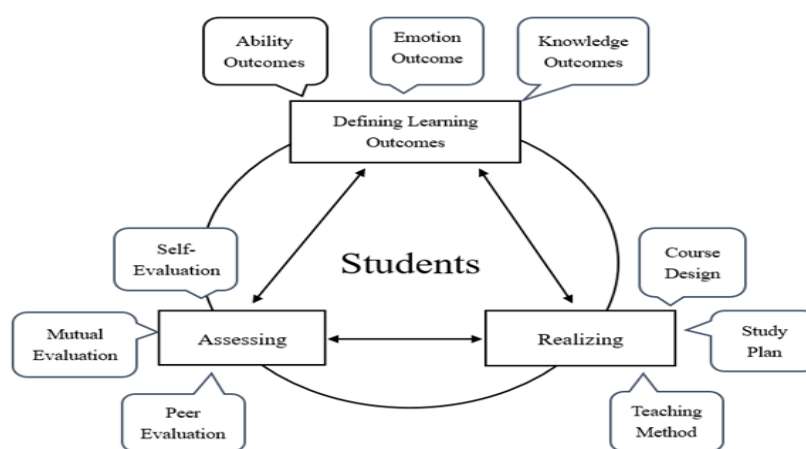 Ability
Outcomes
Emotion
Outcome
Knowledge
Outcomes
Defining Learning
Outcomes
Self-
Evaluation
Students
Course
Design
Mutual
Evaluation
Assessing
Realizing
Study
Plan
Peer
Evaluation
Teaching
Method